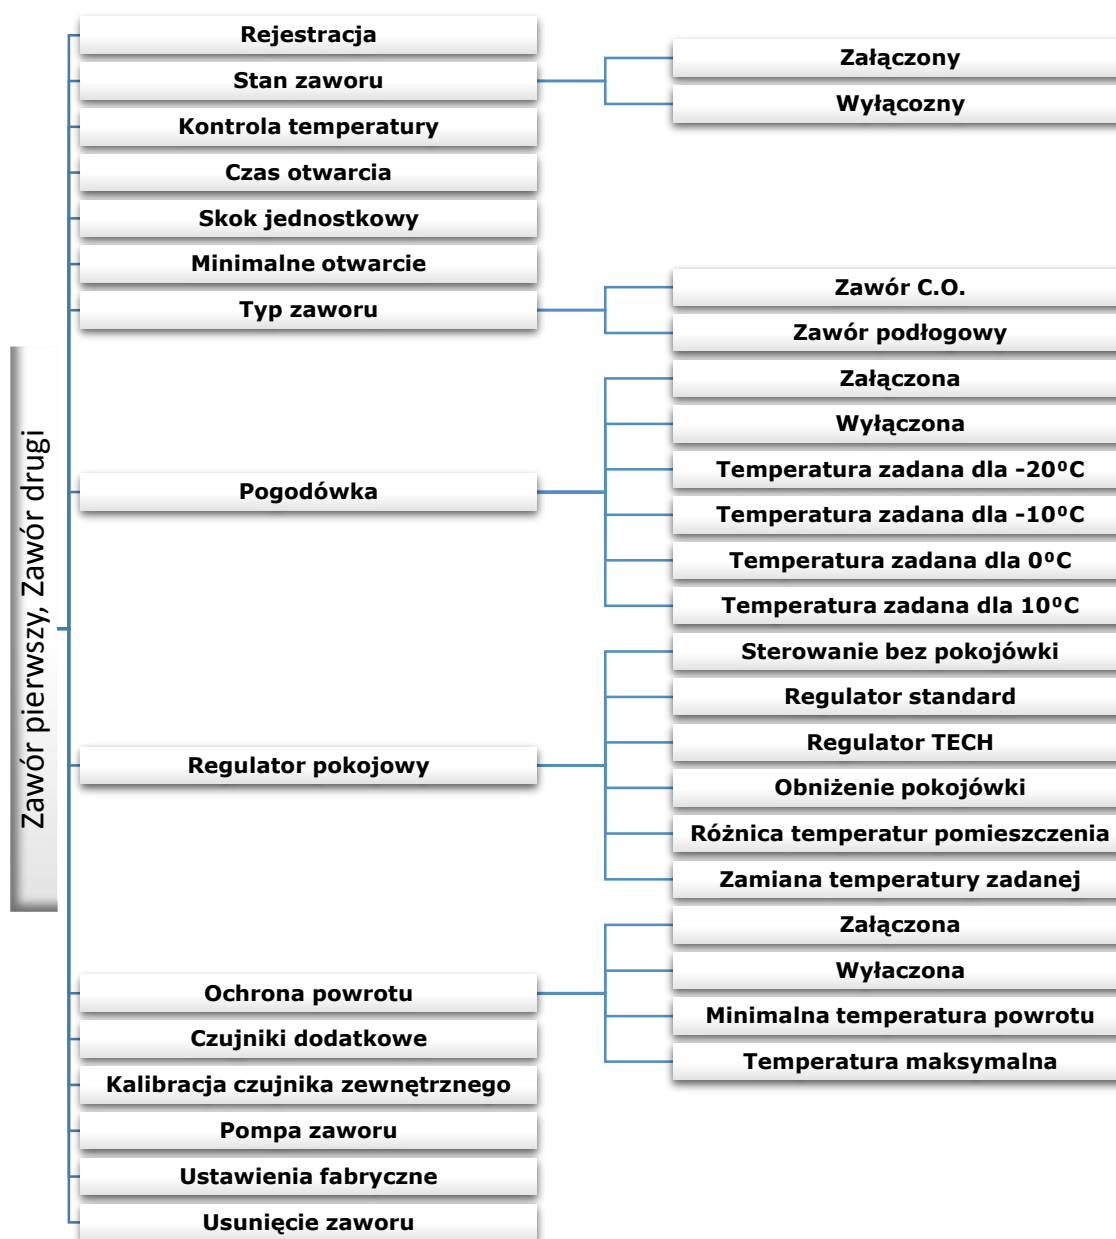 Zawór pierwszy, Zawór drugi
Rejestracja
Stan zaworu
Załączony
Wyłącozny
Kontrola temperatury
Czas otwarcia
Skok jednostkowy
Minimalne otwarcie
Typ zaworu
Zawór C.O.
Zawór podłogowy
Pogodówka
Załączona
Wyłączona
Temperatura zadana dla -20ºC
Temperatura zadana dla -10ºC
Temperatura zadana dla 0ºC
Temperatura zadana dla 10ºC
Regulator pokojowy
Sterowanie bez pokojówki
Regulator standard
Regulator TECH
Obniżenie pokojówki
Różnica temperatur pomieszczenia
Zamiana temperatury zadanej
Ochrona powrotu
Załączona
Wyłaczona
Minimalna temperatura powrotu
Temperatura maksymalna
Czujniki dodatkowe
Kalibracja czujnika zewnętrznego
Pompa zaworu
Ustawienia fabryczne
Usunięcie zaworu